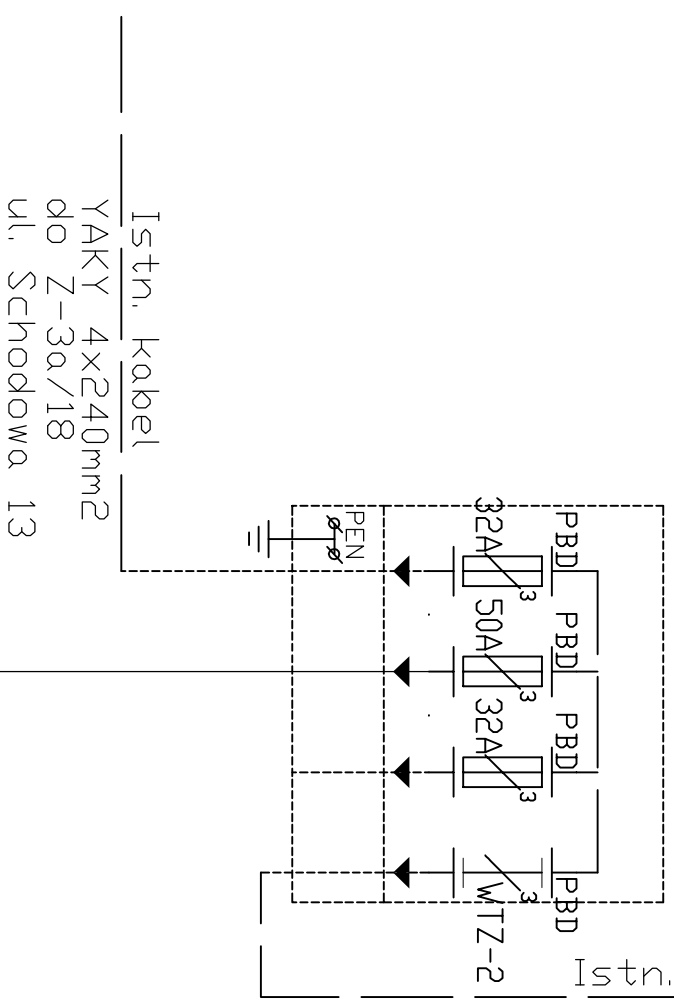 Istn. kabel
YAKY 4x240mm2
do Z-3a/18
ul. Schodowa 13
PEN
PBD
32A
3
PBD
50A
3
PBD
32A
3
PBD
WTZ-2
3
Istn.